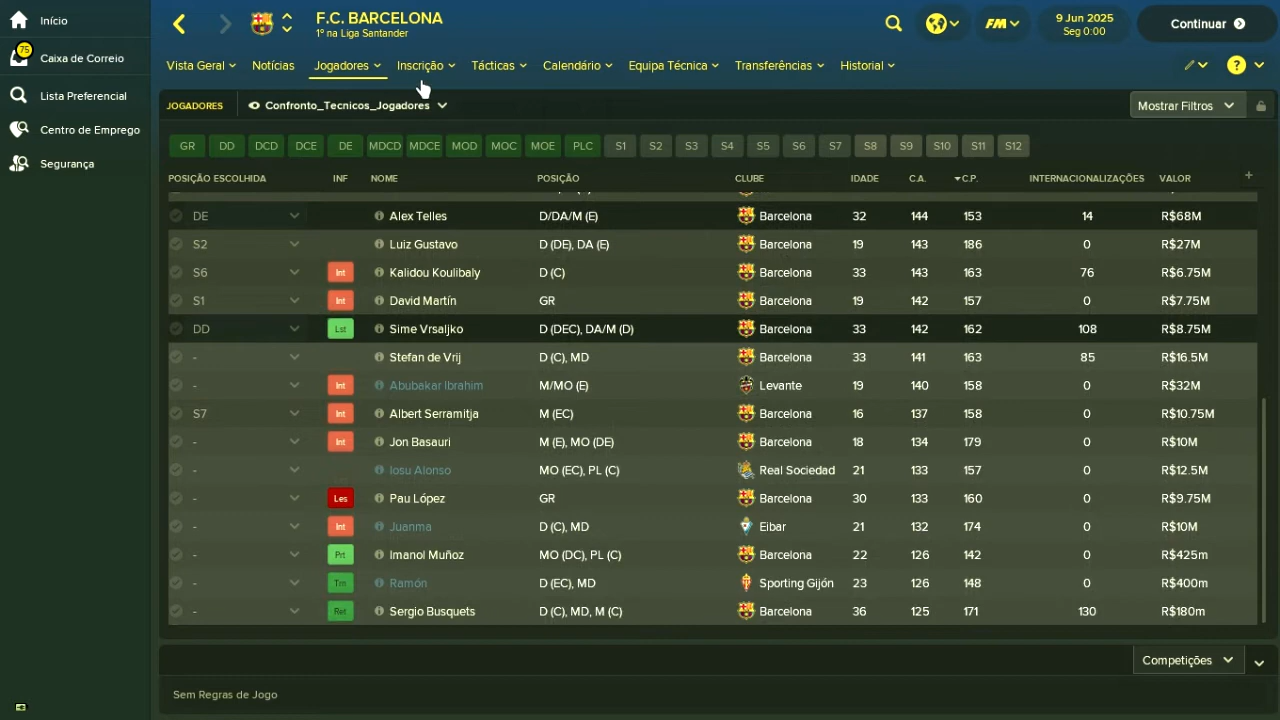 Início
75
Caixa de Correio
Lista Preferencial
Centro de Emprego
Segurança
F.C. BARCELONA
1º na Liga Santander
FM
9 Jun 2025
Seg 0:00
Continuar
Vista Geral Notícias Jogadores Inscrição Tácticas Calendário Equipa Técnica Transferências Historial ?
JOGADORES Confronto_Tecnicos_Jogadores Mostrar Filtros
GR DD DCD DCE DE MDCD MDCE MOD MOC MOE PLC S1 S2 S3 S4 S5 S6 S7 S8 S9 S10 S11 S12
POSIÇÃO ESCOLHIDA INF NOME POSIÇÃO CLUBE IDADE C.A. C.P. INTERNACIONALIZAÇÕES VALOR +
DE Alex Telles D/DA/M (E) Barcelona 32 144 153 14 R$68M
S2 Luiz Gustavo D (DE), DA (E) Barcelona 19 143 186 0 R$27M
S6 Int Kalidou Koulibaly D (C) Barcelona 33 143 163 76 R$6.75M
S1 Int David Martín GR Barcelona 19 142 157 0 R$7.75M
DD Lst Sime Vrsaljko D (DEC), DA/M (D) Barcelona 33 142 162 108 R$8.75M
- Stefan de Vrij D (C), MD Barcelona 33 141 163 85 R$16.5M
- Int Abubakar Ibrahim M/MO (E) Levante 19 140 158 0 R$32M
S7 Int Albert Serramitja M (EC) Barcelona 16 137 158 0 R$10.75M
- Int Jon Basauri M (E), MO (DE) Barcelona 18 134 179 0 R$10M
- Iosu Alonso MO (EC), PL (C) Real Sociedad 21 133 157 0 R$12.5M
- Les Pau López GR Barcelona 30 133 160 0 R$9.75M
- Int Juanma D (C), MD Eibar 21 132 174 0 R$10M
- Prt Imanol Muñoz MO (DC), PL (C) Barcelona 22 126 142 0 R$425m
- Trn Ramón D (EC), MD Sporting Gijón 23 126 148 0 R$400m
- Ret Sergio Busquets D (C), MD, M (C) Barcelona 36 125 171 130 R$180m
Competições
Sem Regras de Jogo